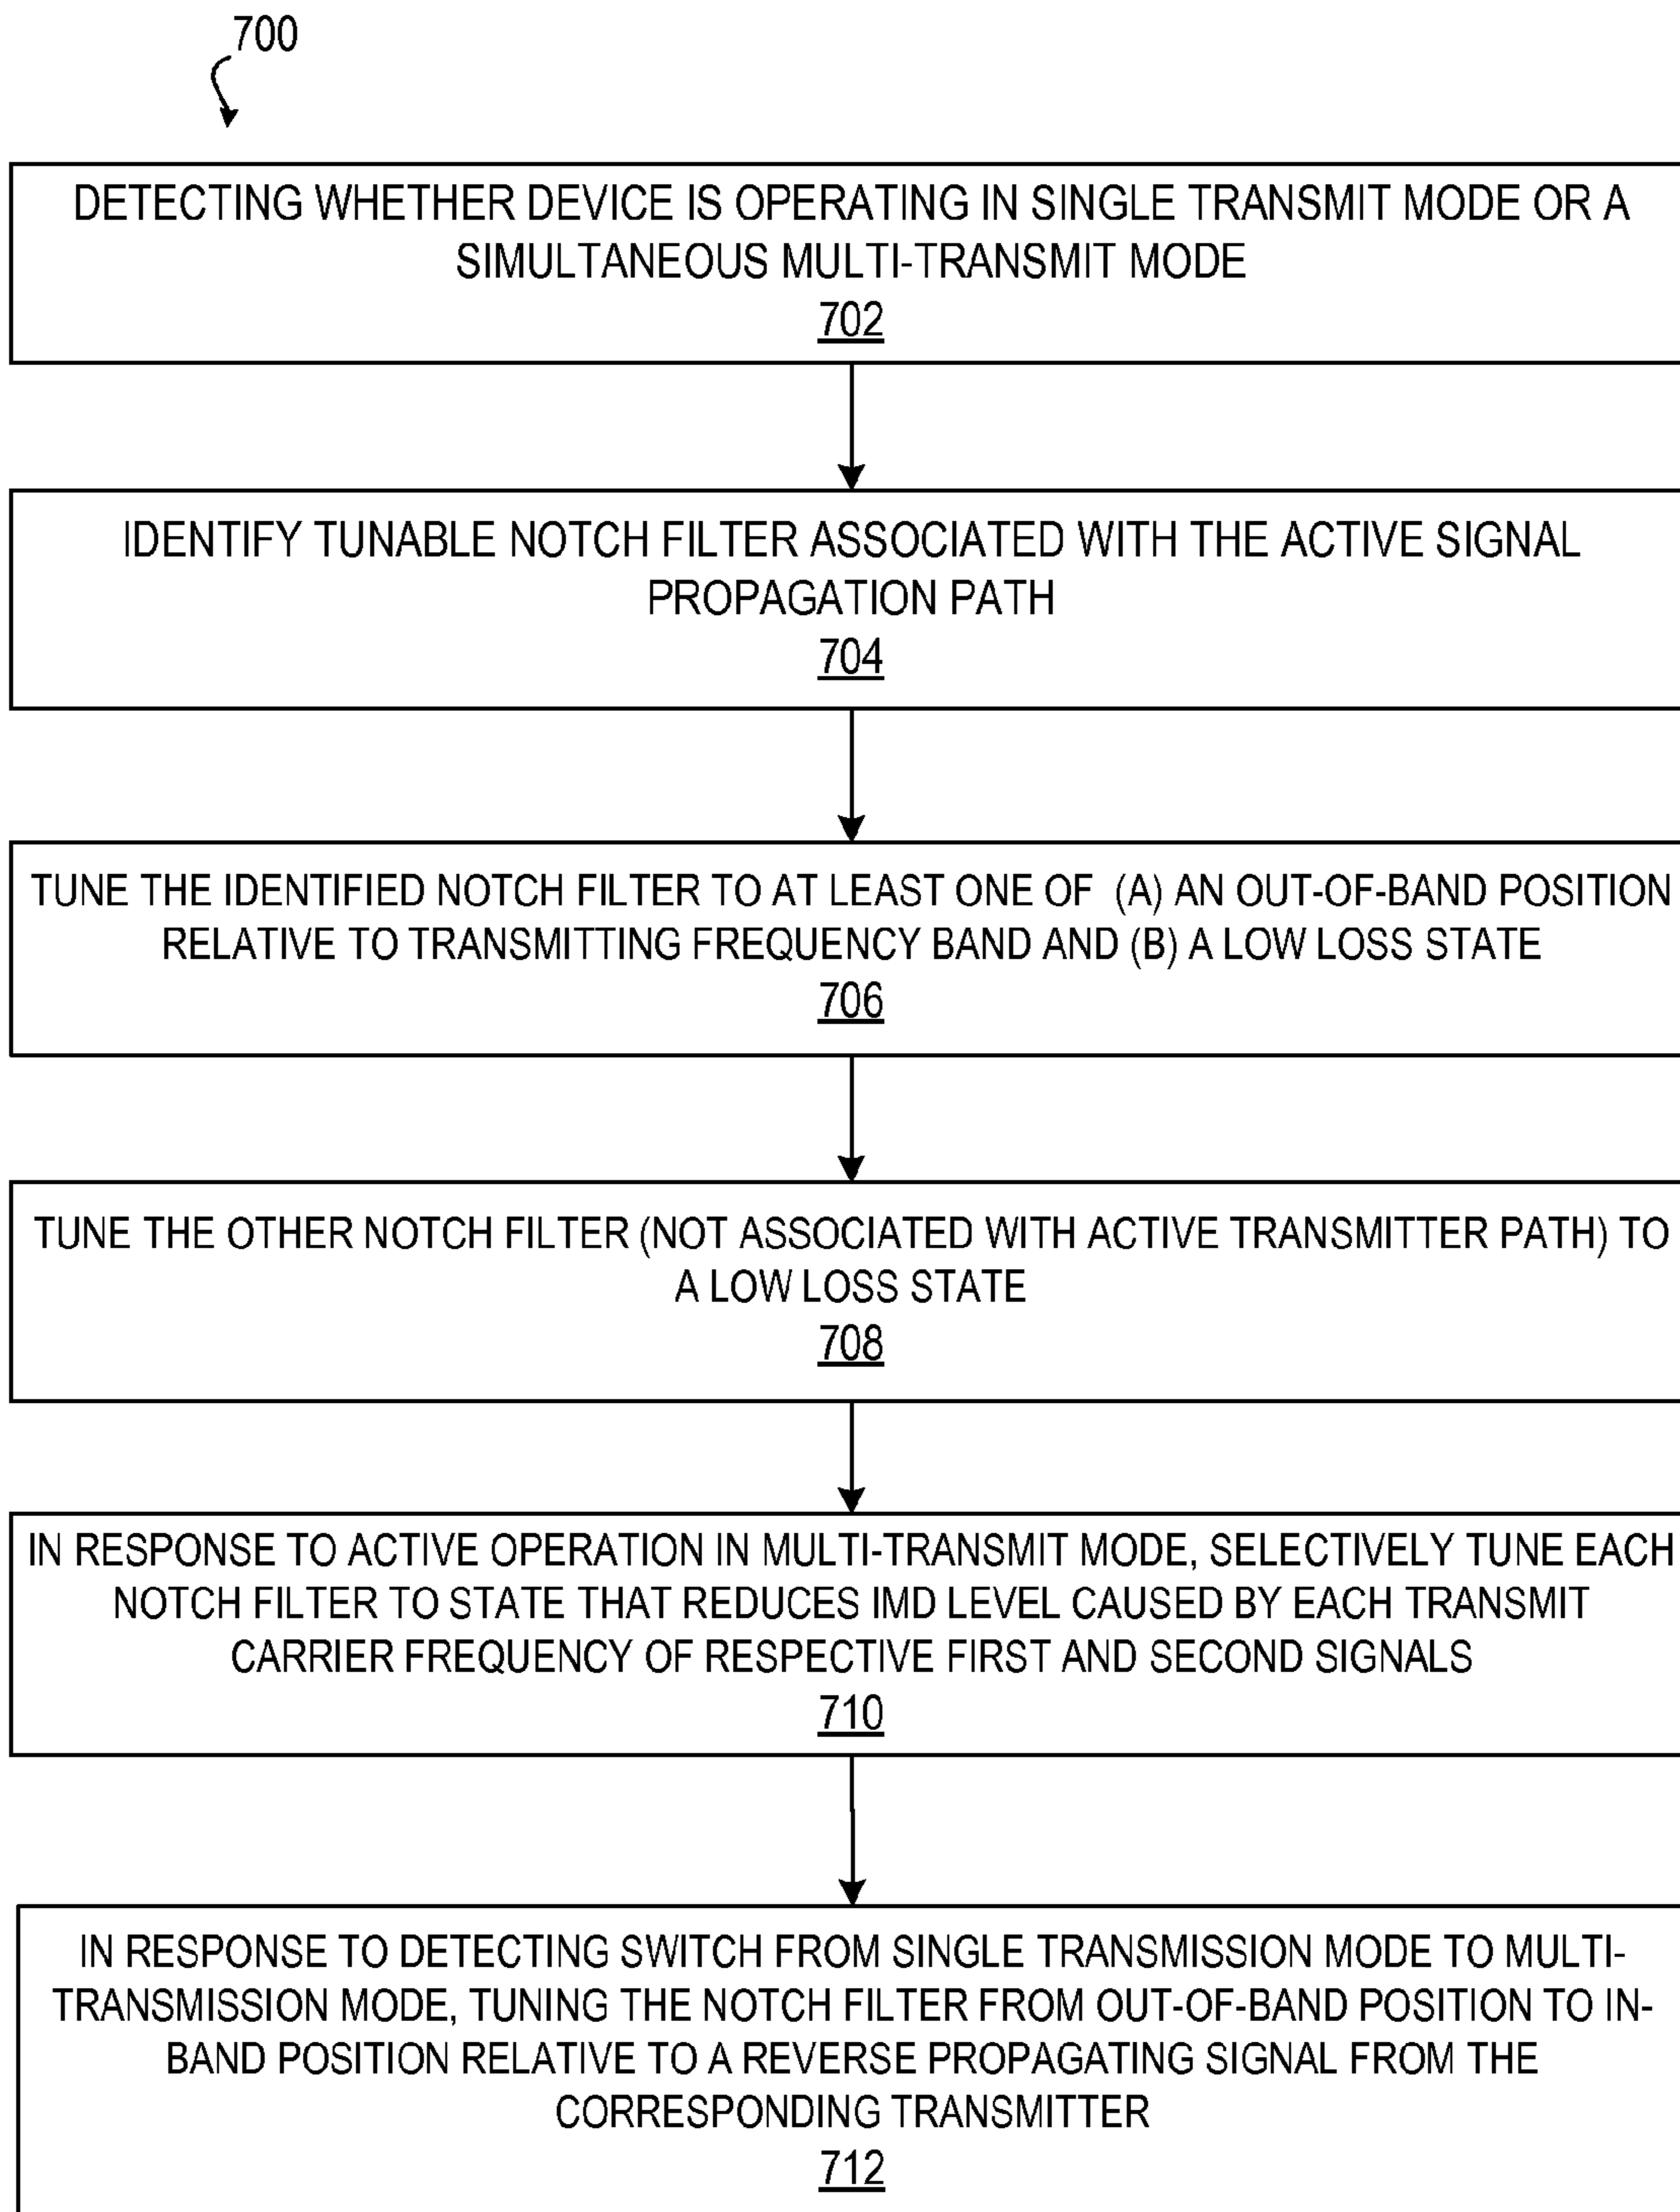 700
DETECTING WHETHER DEVICE IS OPERATING IN SINGLE TRANSMIT MODE OR A
SIMULTANEOUS MULTI-TRANSMIT MODE
702
IDENTIFY TUNABLE NOTCH FILTER ASSOCIATED WITH THE ACTIVE SIGNAL
PROPAGATION PATH
704
TUNE THE IDENTIFIED NOTCH FILTER TO AT LEAST ONE OF (A) AN OUT-OF-BAND POSITION
RELATIVE TO TRANSMITTING FREQUENCY BAND AND (B) A LOW LOSS STATE
706
TUNE THE OTHER NOTCH FILTER (NOT ASSOCIATED WITH ACTIVE TRANSMITTER PATH) TO
A LOW LOSS STATE
708
IN RESPONSE TO ACTIVE OPERATION IN MULTI-TRANSMIT MODE, SELECTIVELY TUNE EACH
NOTCH FILTER TO STATE THAT REDUCES IMD LEVEL CAUSED BY EACH TRANSMIT
CARRIER FREQUENCY OF RESPECTIVE FIRST AND SECOND SIGNALS
710
IN RESPONSE TO DETECTING SWITCH FROM SINGLE TRANSMISSION MODE TO MULTI-
TRANSMISSION MODE, TUNING THE NOTCH FILTER FROM OUT-OF-BAND POSITION TO IN-
BAND POSITION RELATIVE TO A REVERSE PROPAGATING SIGNAL FROM THE
CORRESPONDING TRANSMITTER
712